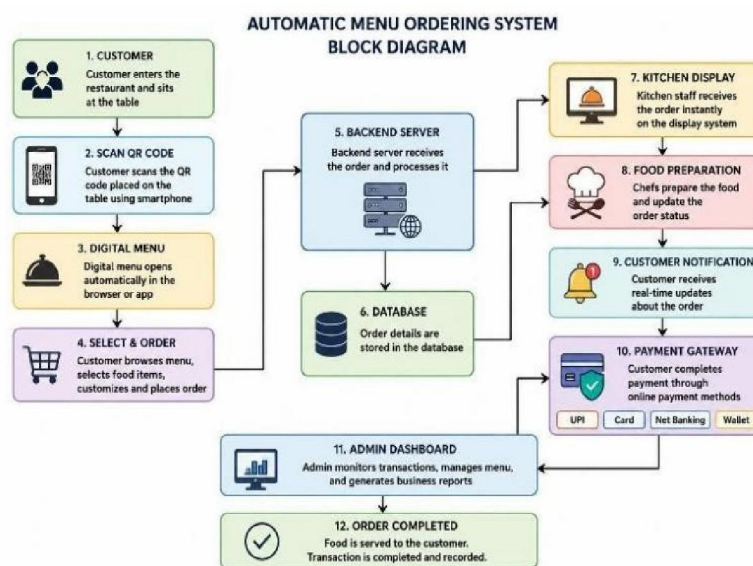 AUTOMATIC MENU ORDERING SYSTEM
BLOCK DIAGRAM
1. CUSTOMER
Customer enters the
restaurant and sits
at the table
2. SCAN QR CODE
Customer scans the QR
code placed on the
table using smartphone
3. DIGITAL MENU
Digital menu opens
automatically in the
browser or app
4. SELECT & ORDER
Customer browses menu,
selects food items,
customizes and places order
5. BACKEND SERVER
Backend server receives
the order and processes it
6. DATABASE
Order details are
stored in the database
7. KITCHEN DISPLAY
Kitchen staff receives
the order instantly
on the display system
8. FOOD PREPARATION
Chefs prepare the food
and update the
order status
9. CUSTOMER NOTIFICATION
1
Customer receives
real-time updates
about the order
10. PAYMENT GATEWAY
Customer completes
payment through
online payment methods
UPI
Card
Net Banking
Wallet
11. ADMIN DASHBOARD
Admin monitors transactions, manages menu,
and generates business reports
12. ORDER COMPLETED
Food is served to the customer.
Transaction is completed and recorded.